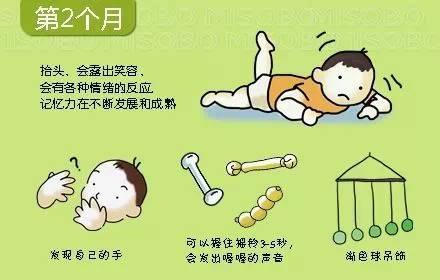 第2个月
抬头、会露出笑容,
会有各种情绪的反应,
记忆力在不断发展和成熟
?
发现自己的手
可以握住摇铃3-5秒,
会发出喔喔的声音
海色球吊饰